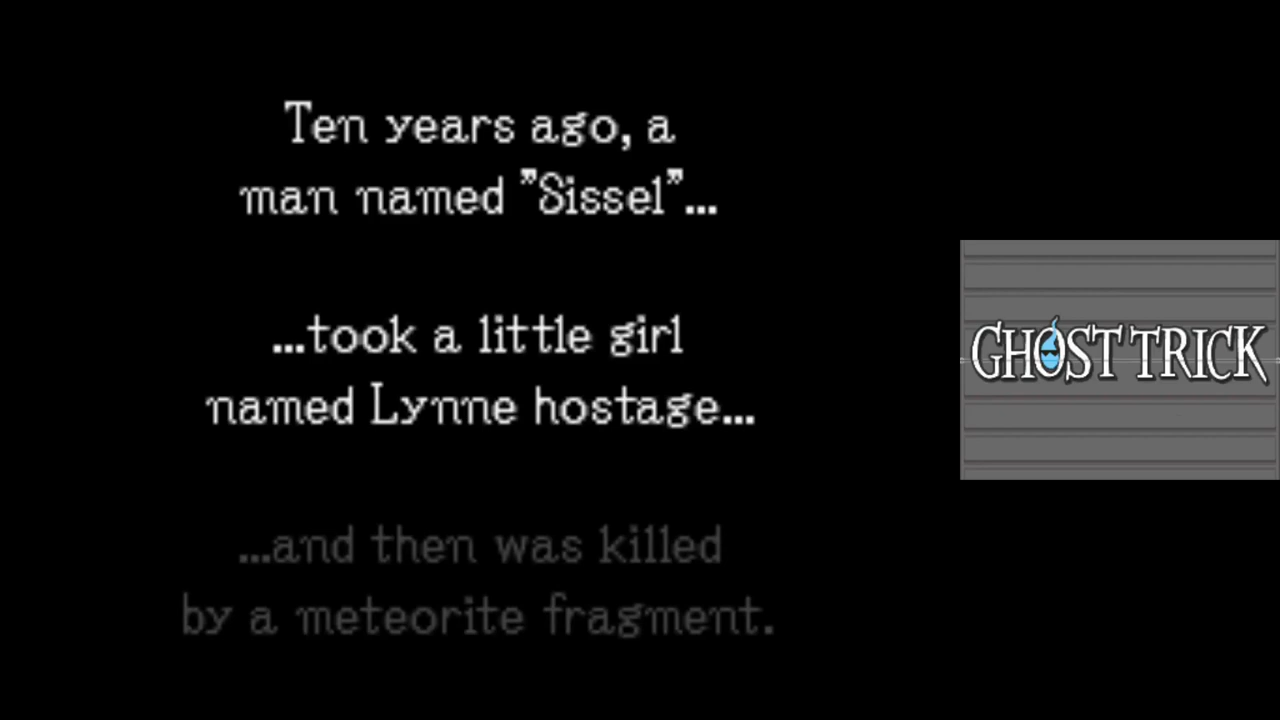 Ten years ago, a
man named "Sissel"...
...took a little girl
named Lynne hostage...
...and then was killed
by a meteorite fragment.
GHOST TRICK